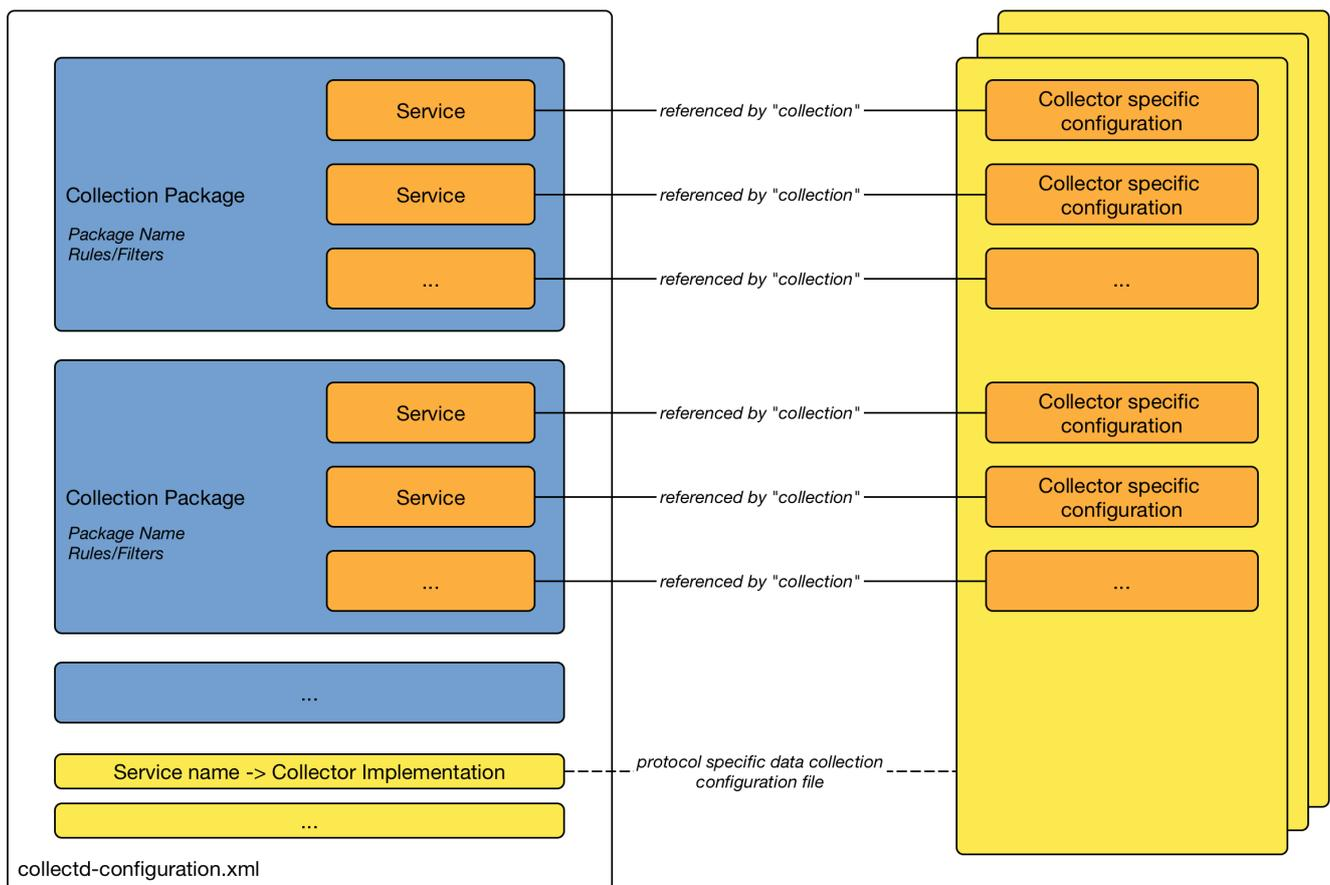 Service
referenced by "collection"
Collector specific
configuration
Collection Package
Package Name
Rules/Filters
Service
referenced by "collection"
Collector specific
configuration
...
referenced by "collection"
...
Service
referenced by "collection"
Collector specific
configuration
Collection Package
Package Name
Rules/Filters
Service
referenced by "collection"
Collector specific
configuration
...
referenced by "collection"
...
...
Service name -> Collector Implementation
protocol specific data collection
configuration file
...
collectd-configuration.xml